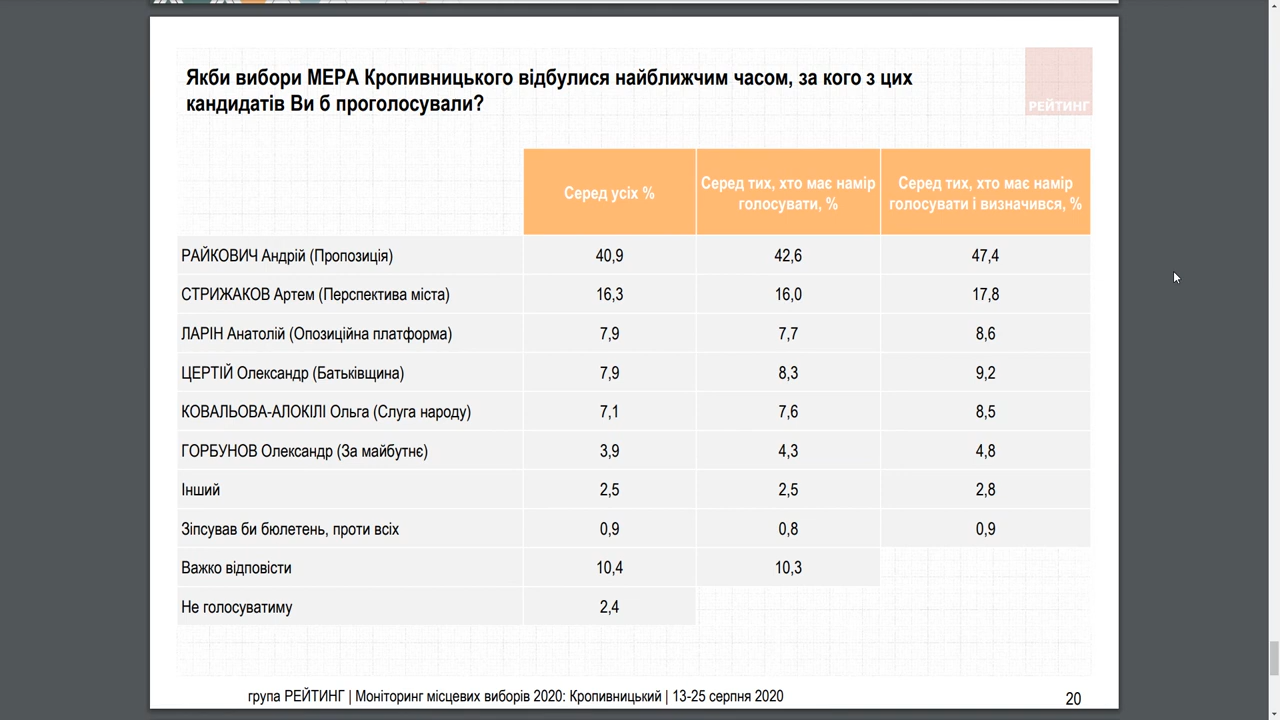 Якби вибори МЕРА Кропивницького відбулися найближчим часом, за кого з цих
кандидатів Ви б проголосували?
РЕЙТИНГ
Серед усіх %
Серед тих, хто має намір
голосувати, %
Серед тих, хто має намір
голосувати і визначився, %
РАЙКОВИЧ Андрій (Пропозиція) 40,9 42,6 47,4
СТРИЖАКОВ Артем (Перспектива міста) 16,3 16,0 17,8
ЛАРІН Анатолій (Опозиційна платформа) 7,9 7,7 8,6
ЦЕРТІЙ Олександр (Батьківщина) 7,9 8,3 9,2
КОВАЛЬОВА-АЛОКІЛІ Ольга (Слуга народу) 7,1 7,6 8,5
ГОРБУНОВ Олександр (За майбутнє) 3,9 4,3 4,8
Інший 2,5 2,5 2,8
Зіпсував би бюлетень, проти всіх 0,9 0,8 0,9
Важко відповісти 10,4 10,3
Не голосуватиму 2,4
група РЕЙТИНГ | Моніторинг місцевих виборів 2020: Кропивницький | 13-25 серпня 2020 20